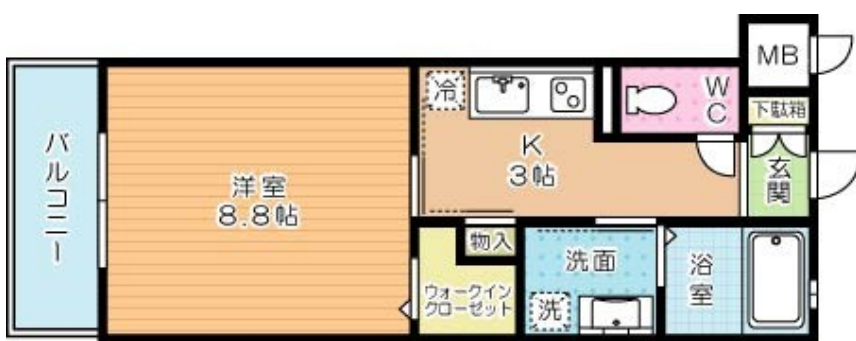 バルコニー
洋室
8.8帖
冷
K
3帖
WC
MB
下駄箱
玄関
物入
ウォークイン
クローゼット
洗面
洗
浴室